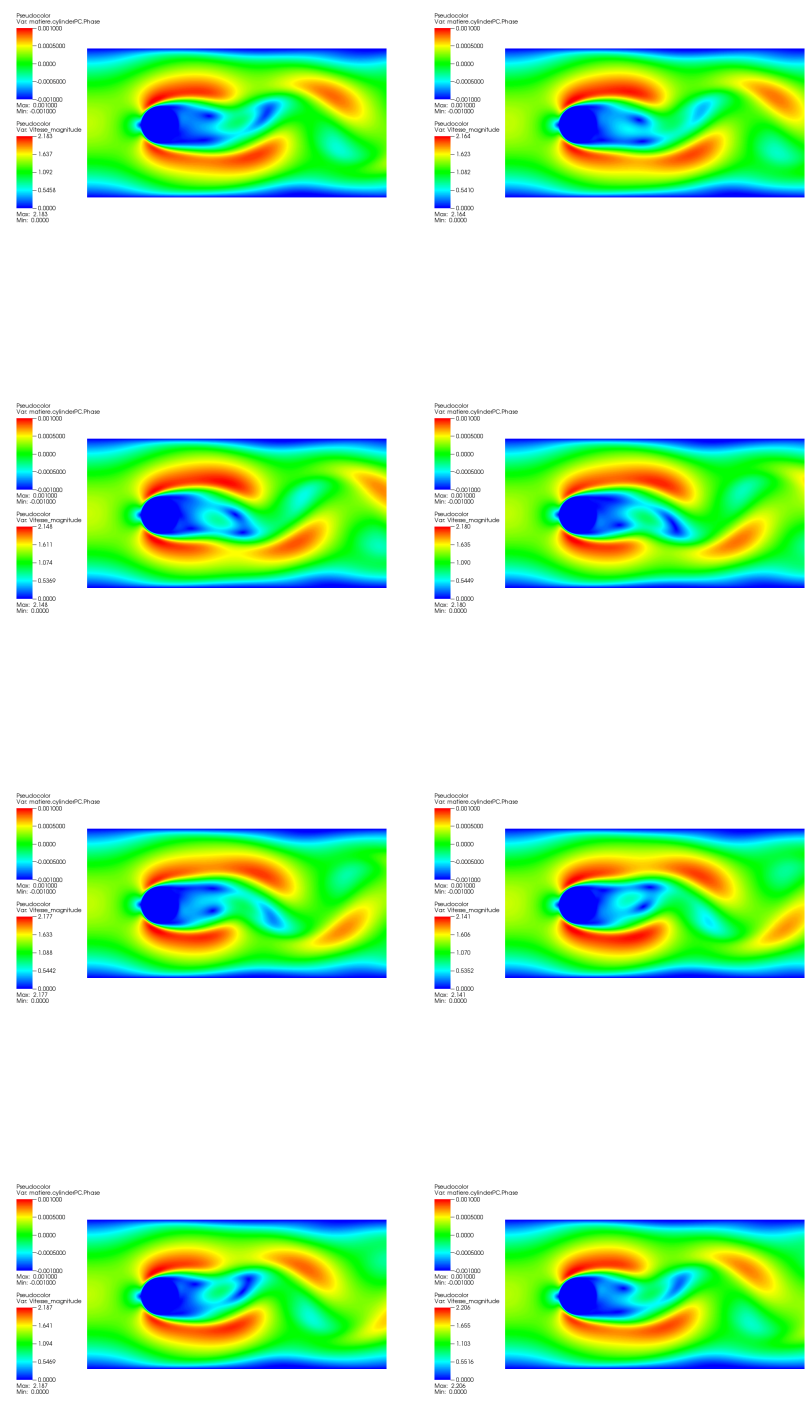 Pseudocolor
Var: matiere.cylinderPC.Phase
0.001000
0.0005000
0.0000
-0.0005000
-0.001000
Max: 0.001000
Min: -0.001000
Pseudocolor
Var: Vitesse_magnitude
2.183
1.637
1.092
0.5458
0.0000
Max: 2.183
Min: 0.0000
Pseudocolor
Var: matiere.cylinderPC.Phase
0.001000
0.0005000
0.0000
-0.0005000
-0.001000
Max: 0.001000
Min: -0.001000
Pseudocolor
Var: Vitesse_magnitude
2.164
1.623
1.082
0.5410
0.0000
Max: 2.164
Min: 0.0000
Pseudocolor
Var: matiere.cylinderPC.Phase
0.001000
0.0005000
0.0000
-0.0005000
-0.001000
Max: 0.001000
Min: -0.001000
Pseudocolor
Var: Vitesse_magnitude
2.148
1.611
1.074
0.5369
0.0000
Max: 2.148
Min: 0.0000
Pseudocolor
Var: matiere.cylinderPC.Phase
0.001000
0.0005000
0.0000
-0.0005000
-0.001000
Max: 0.001000
Min: -0.001000
Pseudocolor
Var: Vitesse_magnitude
2.180
1.635
1.090
0.5449
0.0000
Max: 2.180
Min: 0.0000
Pseudocolor
Var: matiere.cylinderPC.Phase
0.001000
0.0005000
0.0000
-0.0005000
-0.001000
Max: 0.001000
Min: -0.001000
Pseudocolor
Var: Vitesse_magnitude
2.177
1.633
1.088
0.5442
0.0000
Max: 2.177
Min: 0.0000
Pseudocolor
Var: matiere.cylinderPC.Phase
0.001000
0.0005000
0.0000
-0.0005000
-0.001000
Max: 0.001000
Min: -0.001000
Pseudocolor
Var: Vitesse_magnitude
2.141
1.606
1.070
0.5352
0.0000
Max: 2.141
Min: 0.0000
Pseudocolor
Var: matiere.cylinderPC.Phase
0.001000
0.0005000
0.0000
-0.0005000
-0.001000
Max: 0.001000
Min: -0.001000
Pseudocolor
Var: Vitesse_magnitude
2.187
1.641
1.094
0.5469
0.0000
Max: 2.187
Min: 0.0000
Pseudocolor
Var: matiere.cylinderPC.Phase
0.001000
0.0005000
0.0000
-0.0005000
-0.001000
Max: 0.001000
Min: -0.001000
Pseudocolor
Var: Vitesse_magnitude
2.206
1.655
1.103
0.5516
0.0000
Max: 2.206
Min: 0.0000